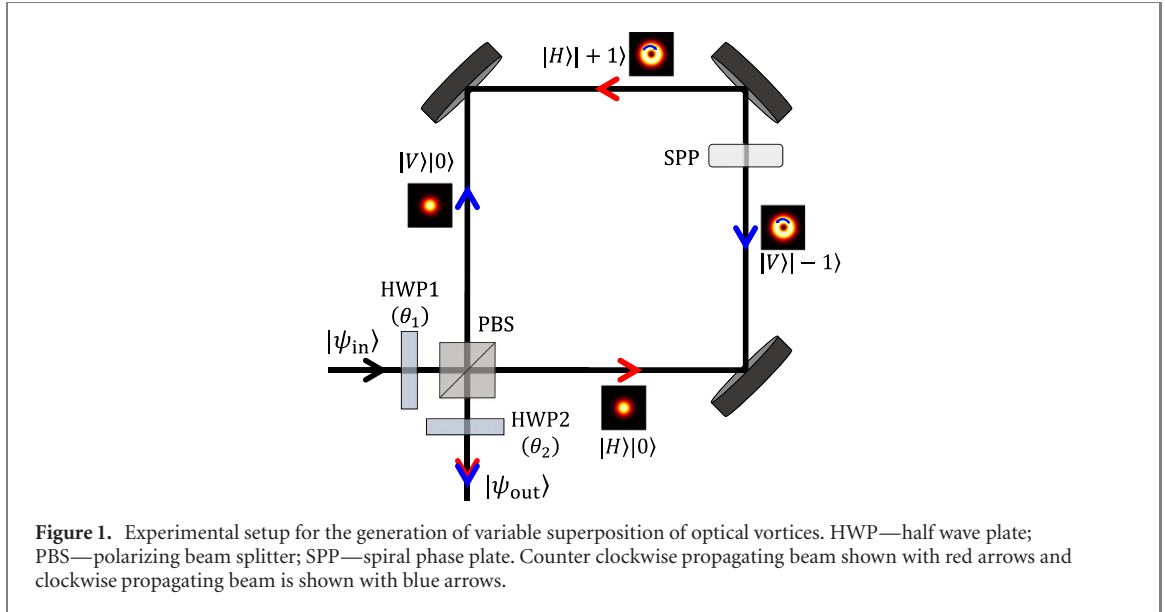 |H⟩| + 1⟩
SPP
|V⟩|0⟩
|V⟩| − 1⟩
HWP1
(θ₁)
PBS
|ψin⟩
HWP2
(θ₂)
|H⟩|0⟩
|ψout⟩
Figure 1. Experimental setup for the generation of variable superposition of optical vortices. HWP—half wave plate;
PBS—polarizing beam splitter; SPP—spiral phase plate. Counter clockwise propagating beam shown with red arrows and
clockwise propagating beam is shown with blue arrows.